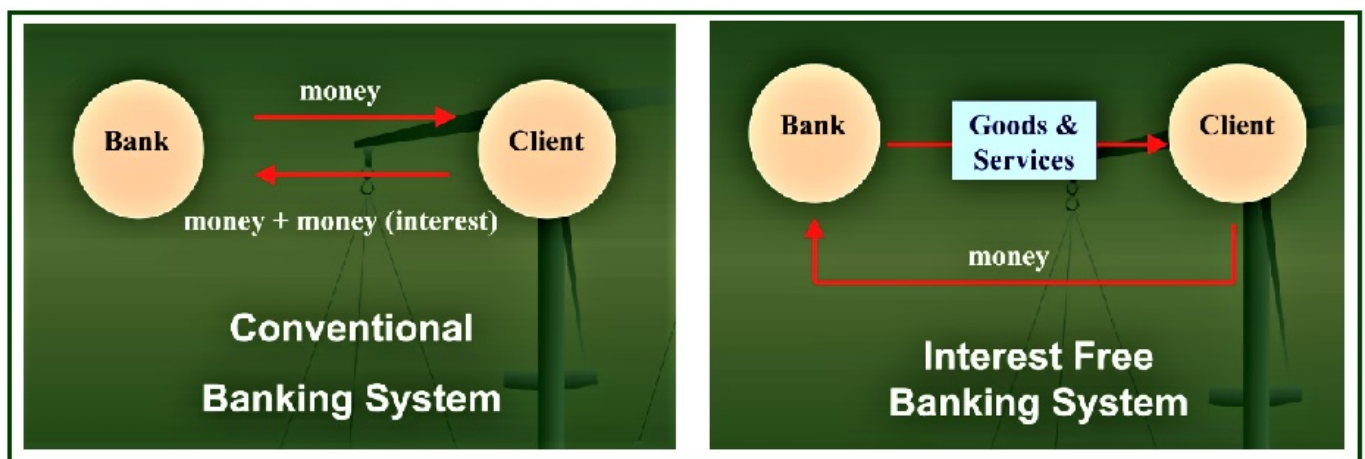 money
Bank
Client
money + money (interest)
Conventional
Banking System
Bank
Goods &
Services
Client
money
Interest Free
Banking System